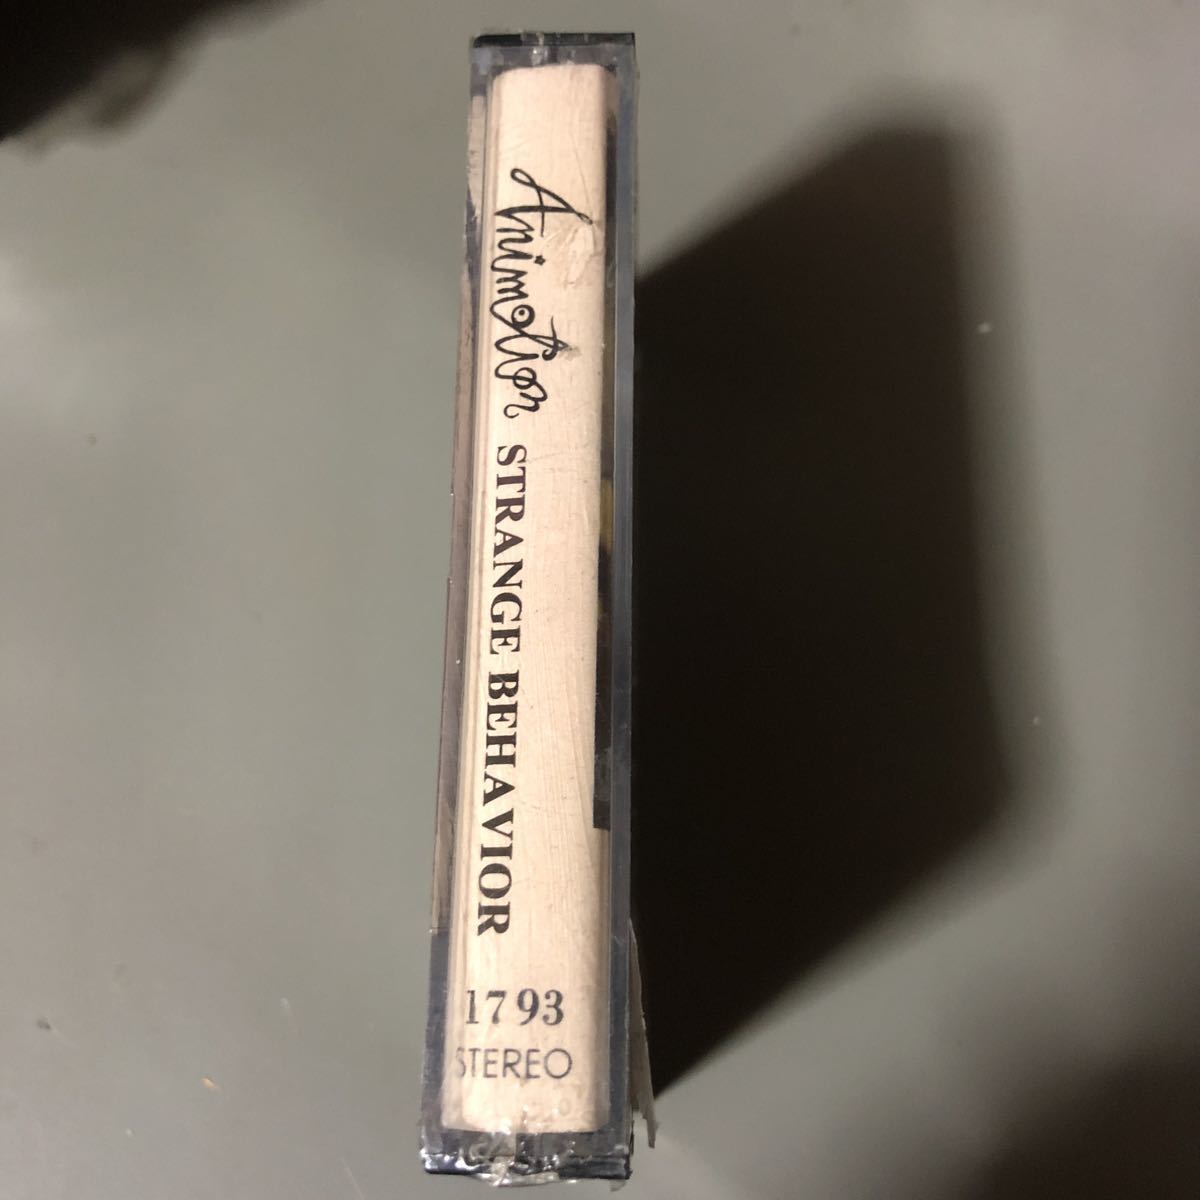 Animotion STRANGE BEHAVIOR
1793
STEREO